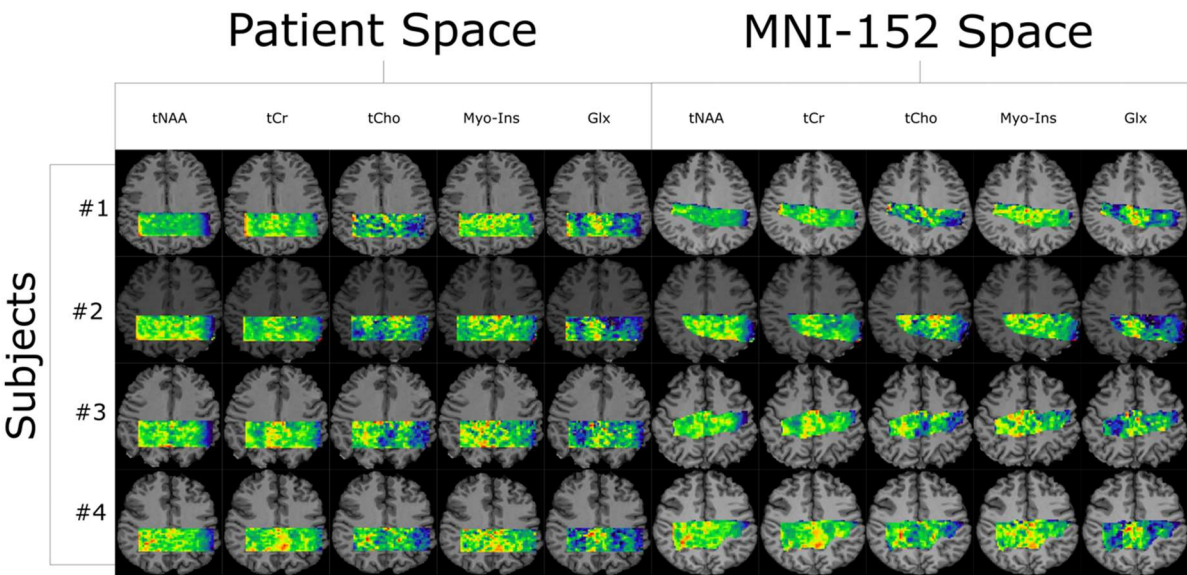 Patient Space MNI-152 Space
tNAA tCr tCho Myo-Ins Glx tNAA tCr tCho Myo-Ins Glx
Subjects
#1
#2
#3
#4